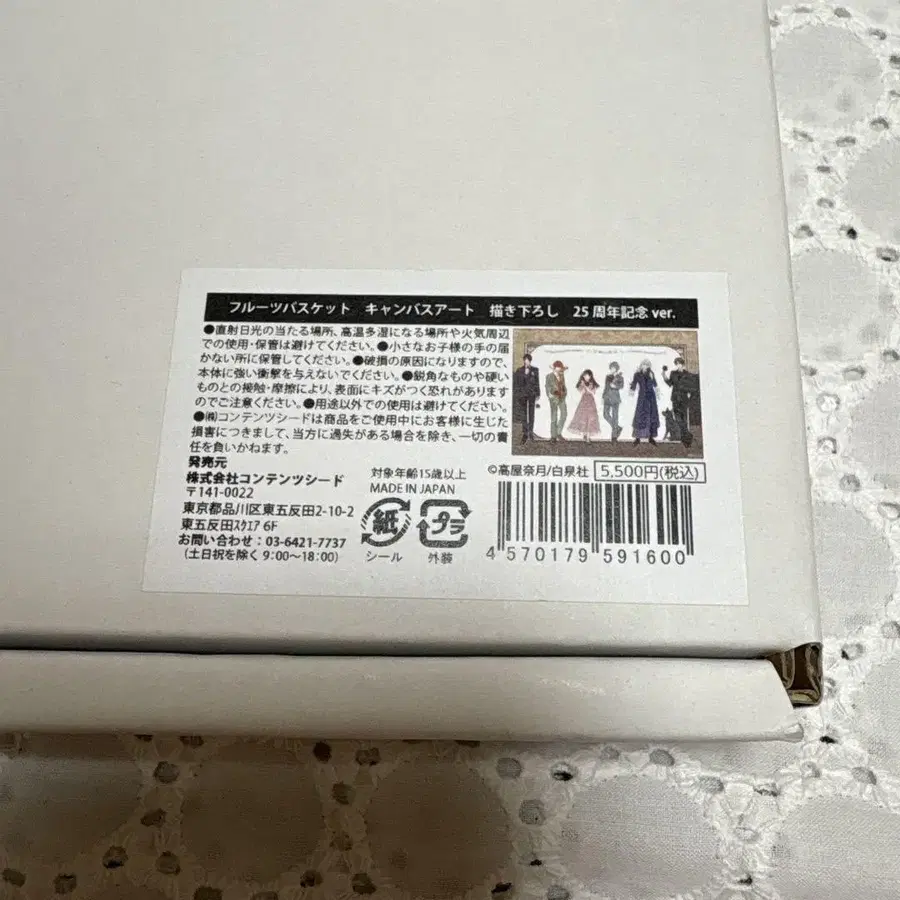 フルーツバスケット　キャンバスアート　描き下ろし　25周年記念 ver.
●直射日光の当たる場所、高温多湿になる場所や火気周辺
での使用・保管は避けてください。●小さなお子様の手の届
かない所に保管してください。●破損の原因になりますので、
本体に強い衝撃を与えないでください。●鋭角なものや硬い
ものとの接触・摩擦により、表面にキズがつく恐れがあります
のでご注意ください。●用途以外での使用は避けてください。
●㈱コンテンツシードは商品をご使用中にお客様に生じた
損害につきまして、当方に過失がある場合を除き、一切の責
任を負いかねます。
発売元
株式会社コンテンツシード
〒141-0022
東京都品川区東五反田2-10-2
東五反田ｽｸｴｱ 6F
お問い合わせ：03-6421-7737
(土日祝を除く 9:00～18:00)
対象年齢15歳以上
MADE IN JAPAN
紙
シール
プラ
外装
©高屋奈月/白泉社
5,500円(税込)
4 570179 591600